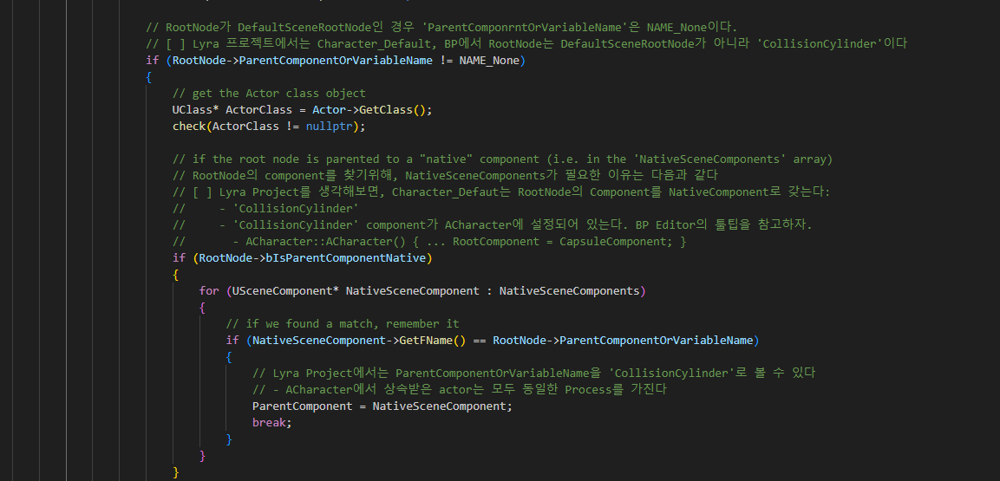 // RootNode가 DefaultSceneRootNode인 경우 'ParentComponrntOrVariableName'은 NAME_None이다.
// [ ] Lyra 프로젝트에서는 Character_Default, BP에서 RootNode는 DefaultSceneRootNode가 아니라 'CollisionCylinder'이다
if (RootNode->ParentComponentOrVariableName != NAME_None)
{
// get the Actor class object
UClass* ActorClass = Actor->GetClass();
check(ActorClass != nullptr);
// if the root node is parented to a "native" component (i.e. in the 'NativeSceneComponents' array)
// RootNode의 component를 찾기위해, NativeSceneComponents가 필요한 이유는 다음과 같다
// [ ] Lyra Project를 생각해보면, Character_Defaut는 RootNode의 Component를 NativeComponent로 갖는다:
//     - 'CollisionCylinder'
//     - 'CollisionCylinder' component가 ACharacter에 설정되어 있는다. BP Editor의 툴팁을 참고하자.
//       - ACharacter::ACharacter() { ... RootComponent = CapsuleComponent; }
if (RootNode->bIsParentComponentNative)
{
for (USceneComponent* NativeSceneComponent : NativeSceneComponents)
{
// if we found a match, remember it
if (NativeSceneComponent->GetFName() == RootNode->ParentComponentOrVariableName)
{
// Lyra Project에서는 ParentComponentOrVariableName을 'CollisionCylinder'로 볼 수 있다
// - ACharacter에서 상속받은 actor는 모두 동일한 Process를 가진다
ParentComponent = NativeSceneComponent;
break;
}
}
}